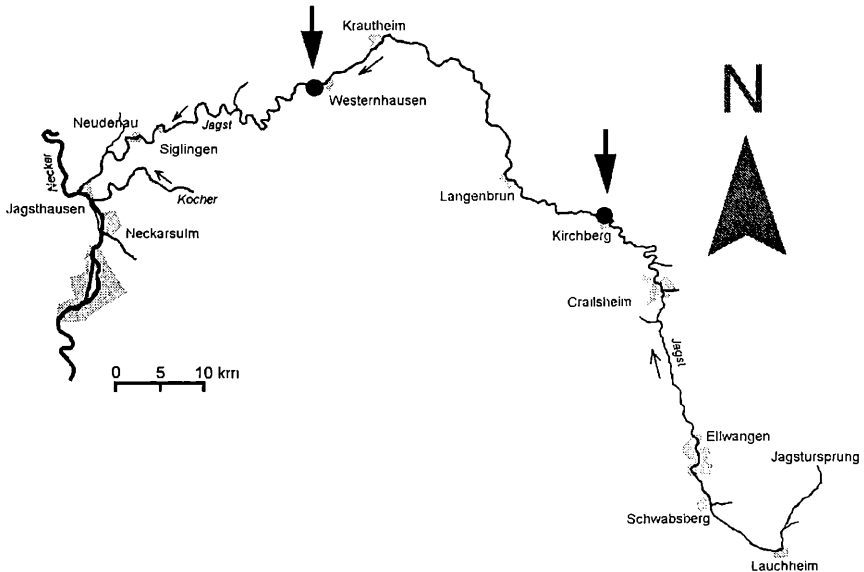 Krautheim
N
Westernhausen
Neudenau
Jagst
Siglingen
Necker
Langenbrun
Kocher
Jagsthausen
Kirchberg
Neckarsulm
Crailsheim
Jagst
0 5 10 km
Ellwangen
Jagstursprung
Schwabsberg
Lauchheim